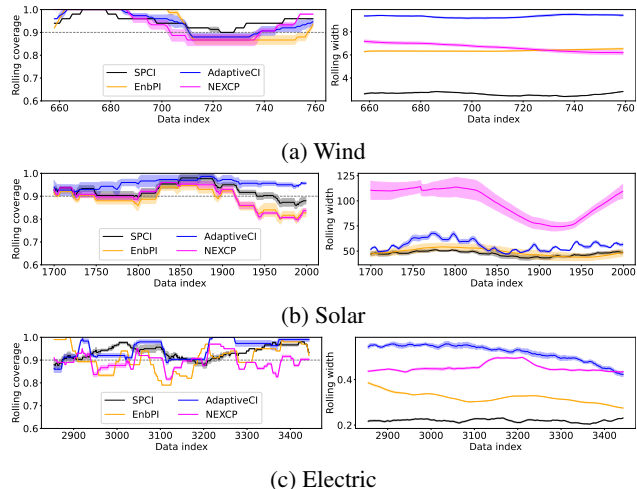 1.0
0.9
0.8
0.7
0.6
Rolling coverage
SPCI
EnbPI
AdaptiveCI
NEXCP
660 680 700 720 740 760
Data index
8
6
4
Rolling width
660 680 700 720 740 760
Data index
(a) Wind
1.0
0.9
0.8
0.7
0.6
Rolling coverage
SPCI
EnbPI
AdaptiveCI
NEXCP
1700 1750 1800 1850 1900 1950 2000
Data index
125
100
75
50
Rolling width
1700 1750 1800 1850 1900 1950 2000
Data index
(b) Solar
1.0
0.9
0.8
0.7
0.6
Rolling coverage
SPCI
EnbPI
AdaptiveCI
NEXCP
2900 3000 3100 3200 3300 3400
Data index
0.4
0.2
Rolling width
2900 3000 3100 3200 3300 3400
Data index
(c) Electric